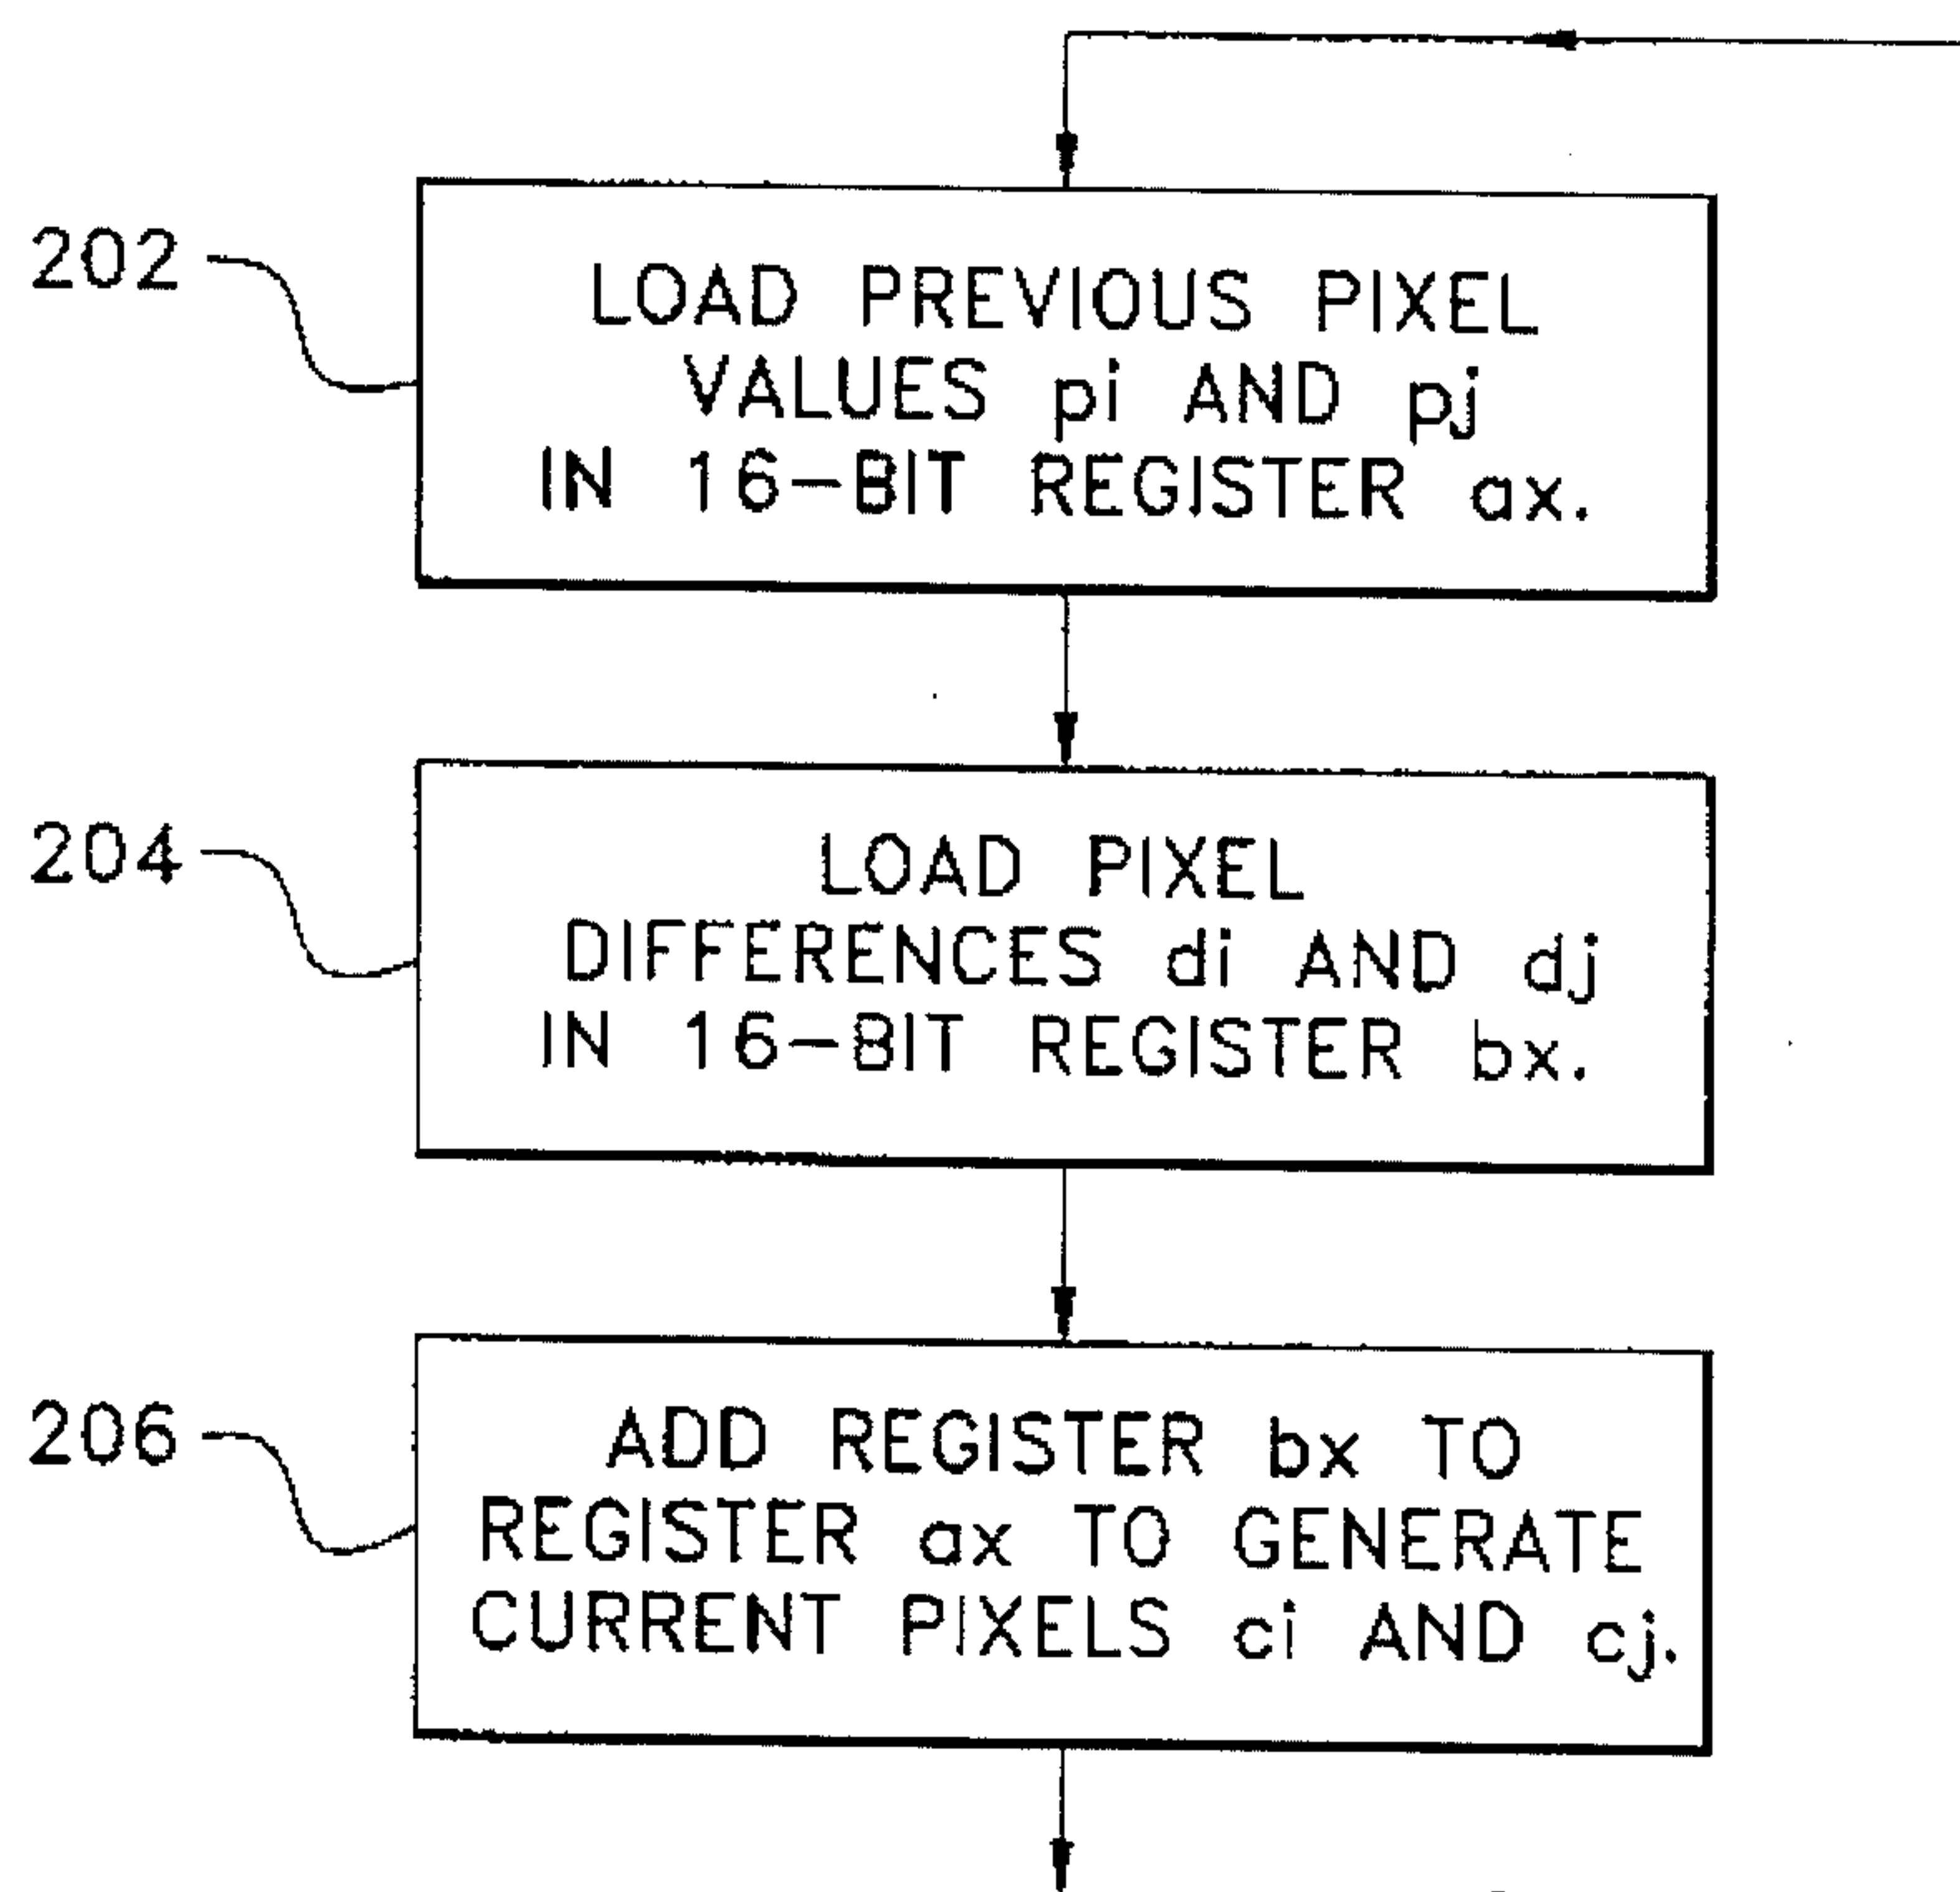 202
LOAD PREVIOUS PIXEL
VALUES pi AND pj
IN 16-BIT REGISTER ax.
204
LOAD PIXEL
DIFFERENCES di AND dj
IN 16-BIT REGISTER bx.
206
ADD REGISTER bx TO
REGISTER ax TO GENERATE
CURRENT PIXELS ci AND cj.